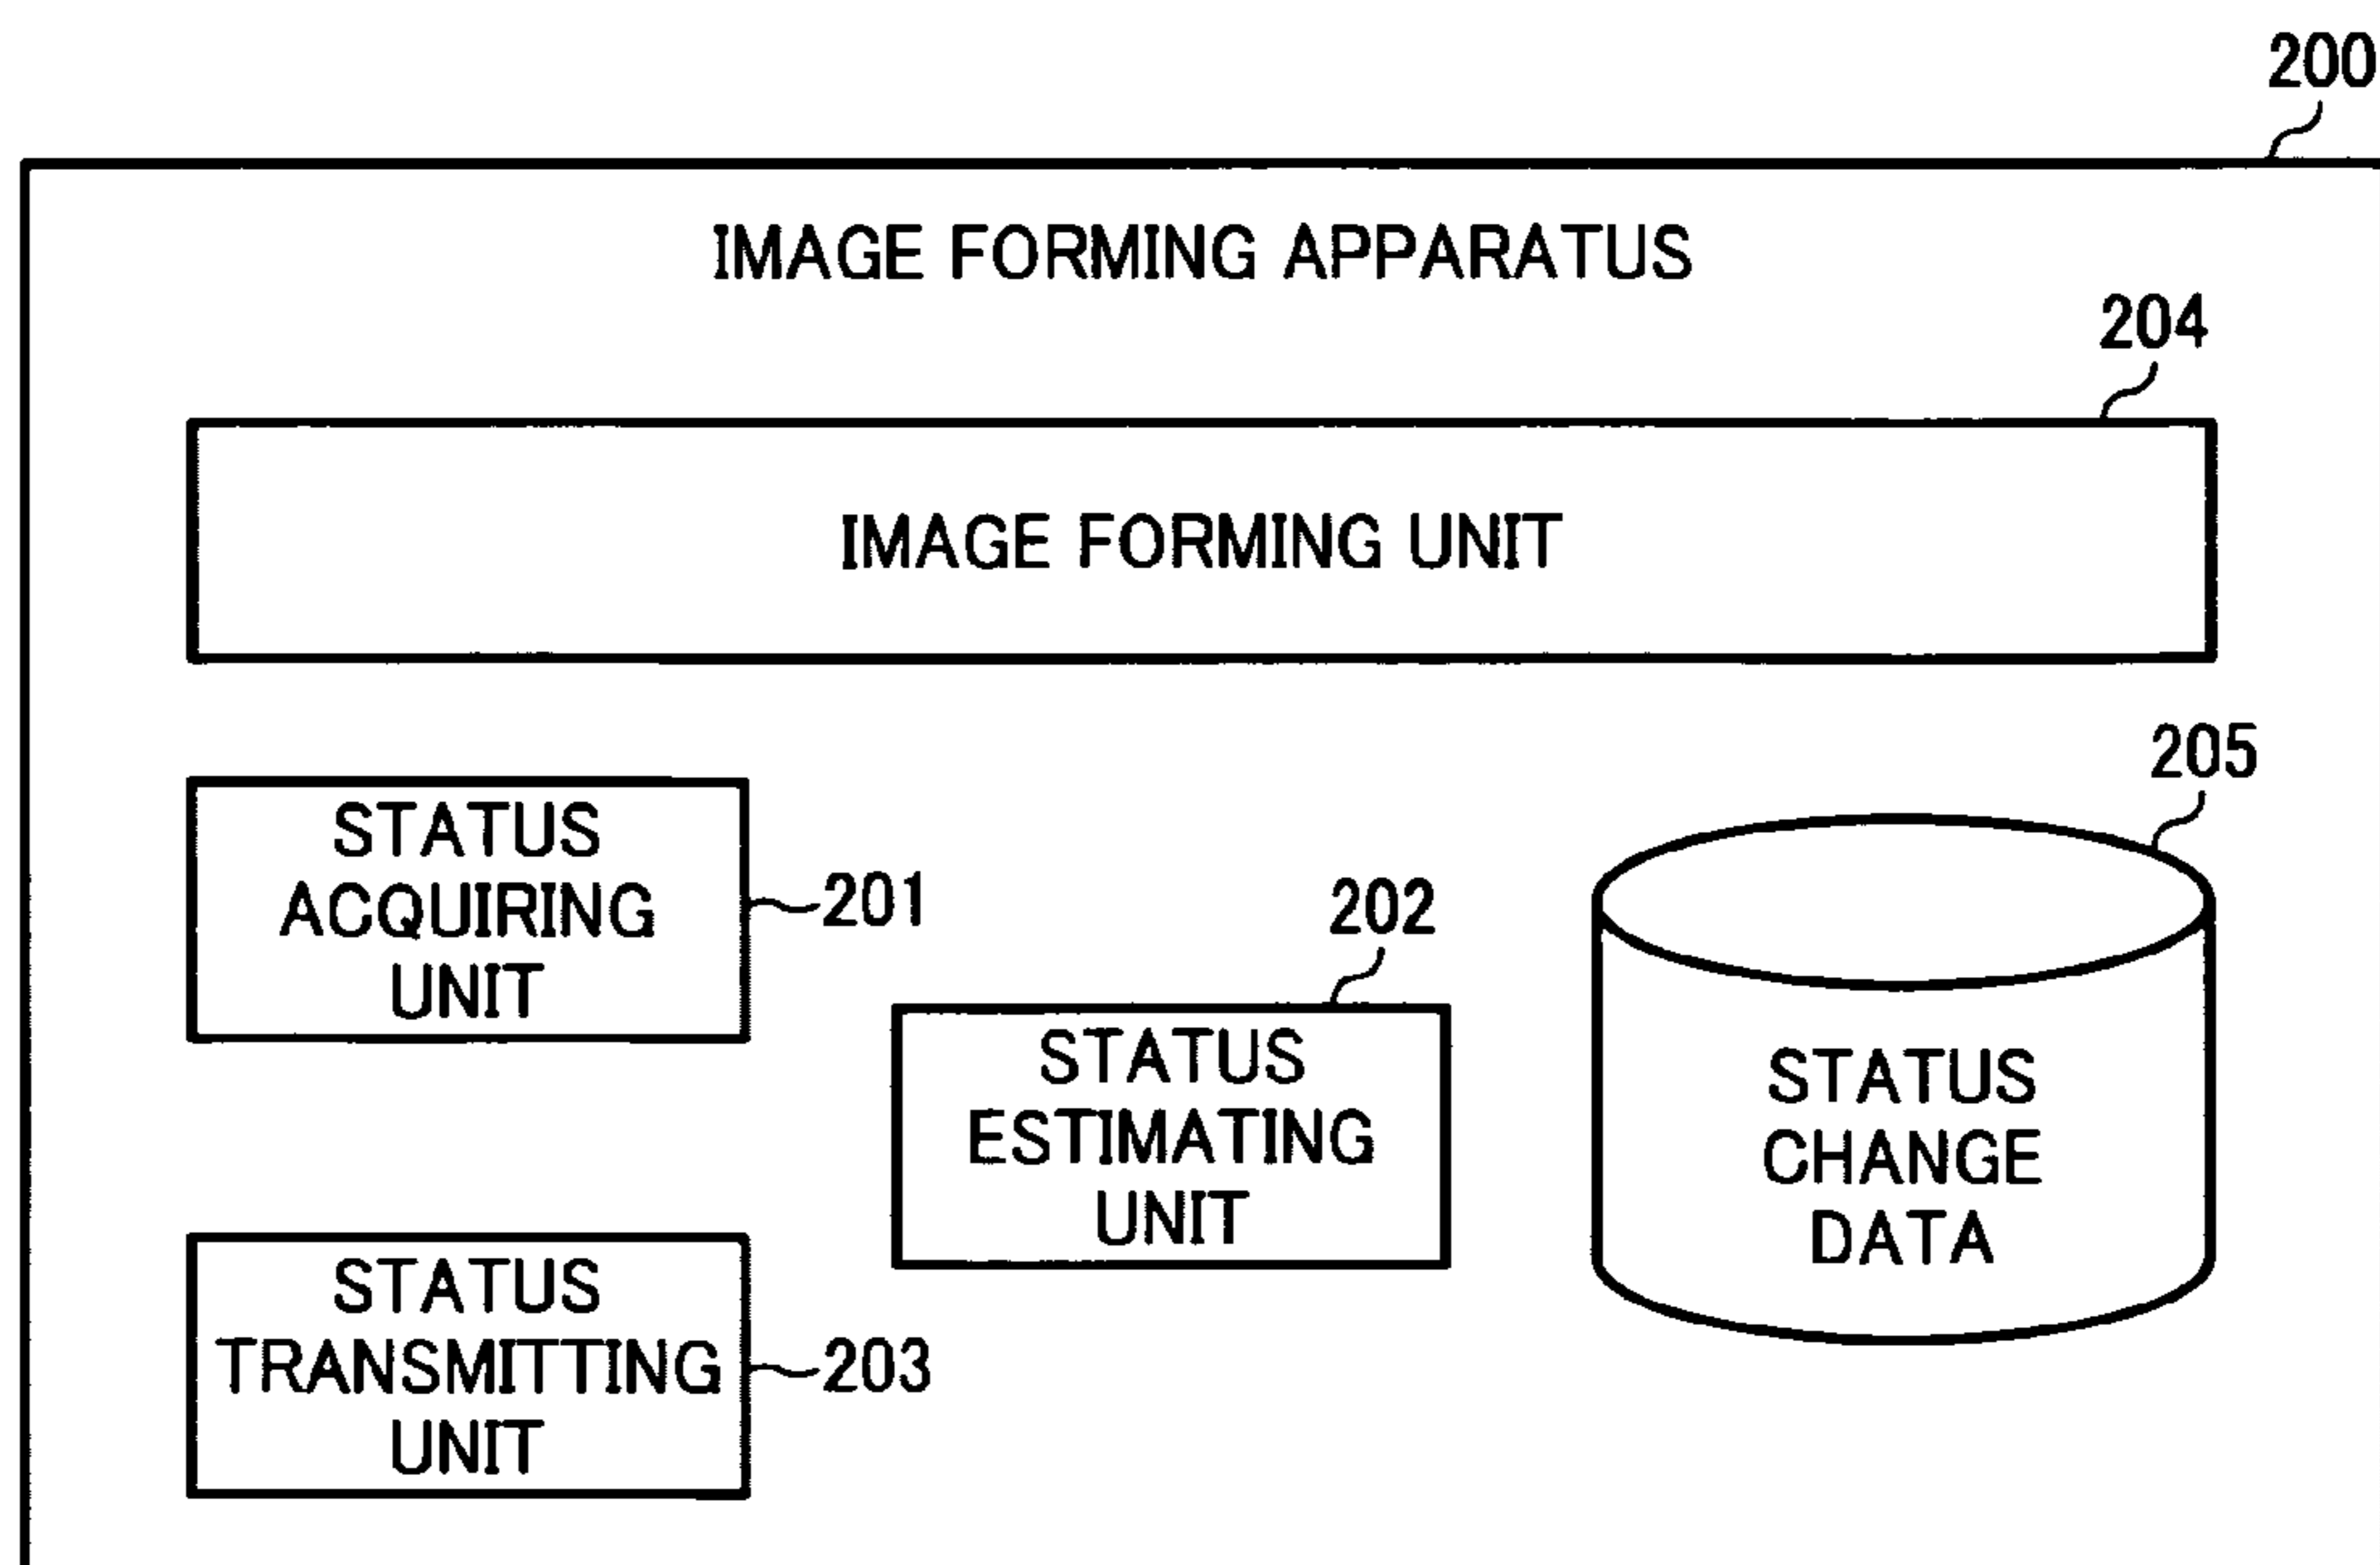 200
IMAGE FORMING APPARATUS
204
IMAGE FORMING UNIT
205
STATUS
ACQUIRING
UNIT
201
202
STATUS
ESTIMATING
UNIT
STATUS
CHANGE
DATA
STATUS
TRANSMITTING
UNIT
203